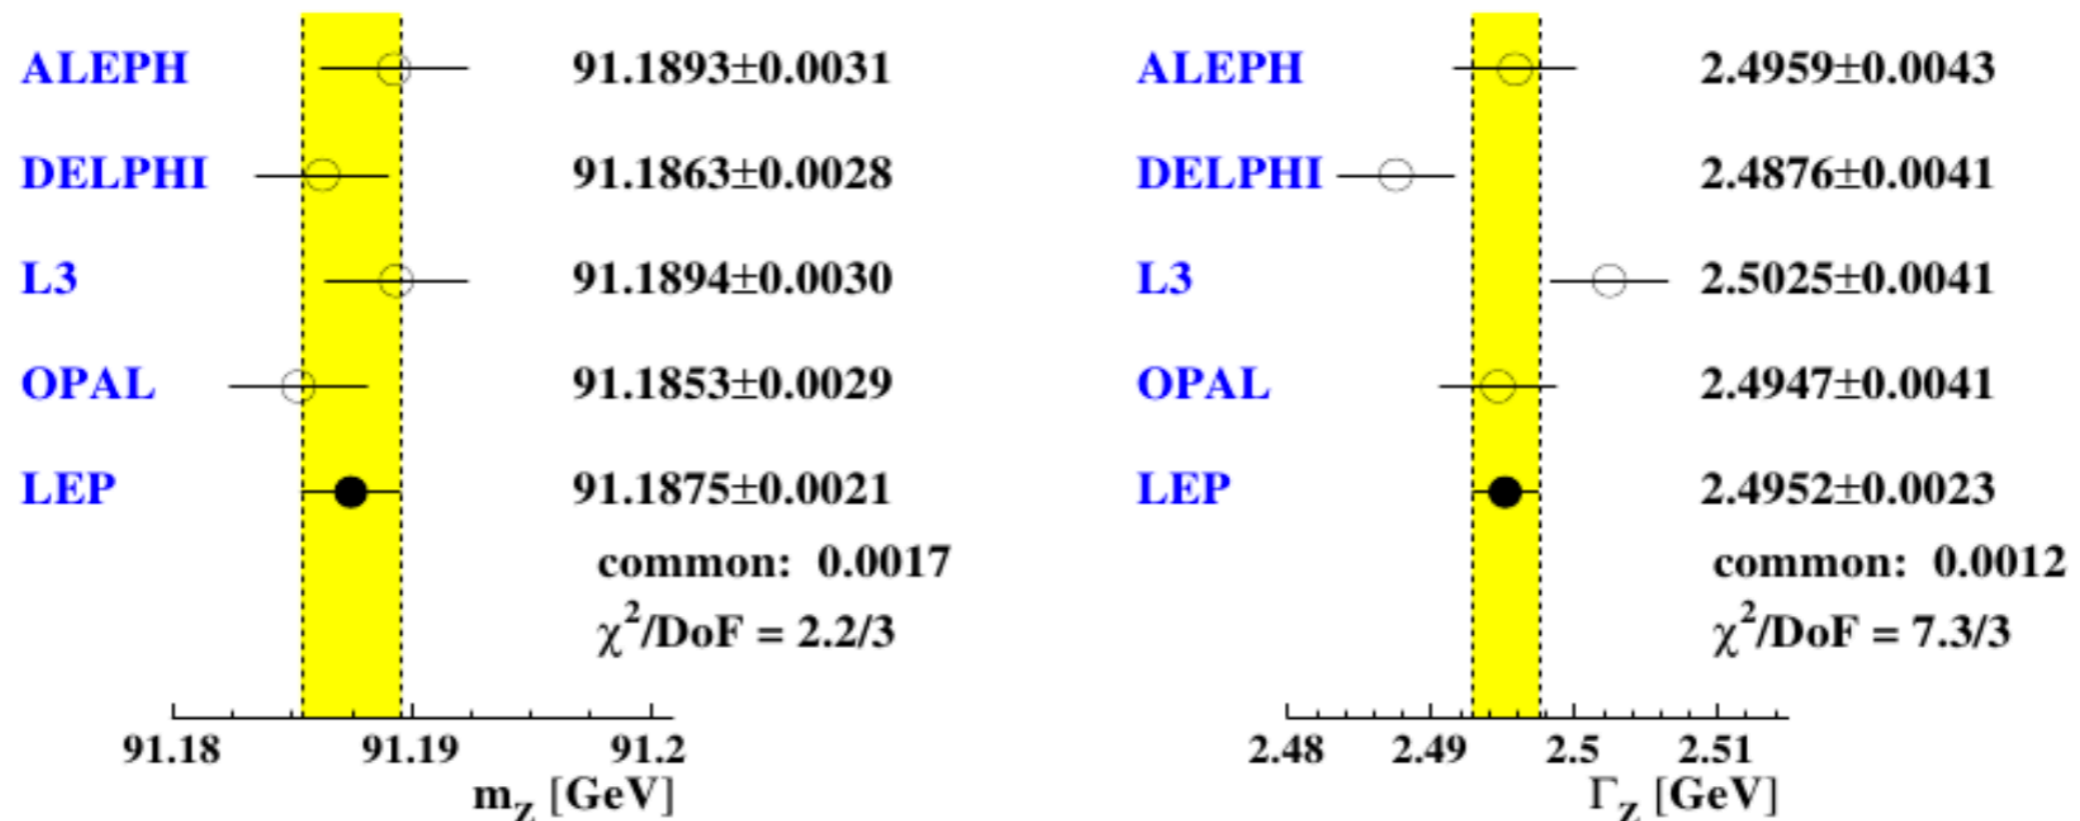 ALEPH 91.1893±0.0031
DELPHI 91.1863±0.0028
L3 91.1894±0.0030
OPAL 91.1853±0.0029
LEP 91.1875±0.0021
common: 0.0017
χ²/DoF = 2.2/3
91.18 91.19 91.2
m_Z [GeV]
ALEPH 2.4959±0.0043
DELPHI 2.4876±0.0041
L3 2.5025±0.0041
OPAL 2.4947±0.0041
LEP 2.4952±0.0023
common: 0.0012
χ²/DoF = 7.3/3
2.48 2.49 2.5 2.51
Γ_Z [GeV]